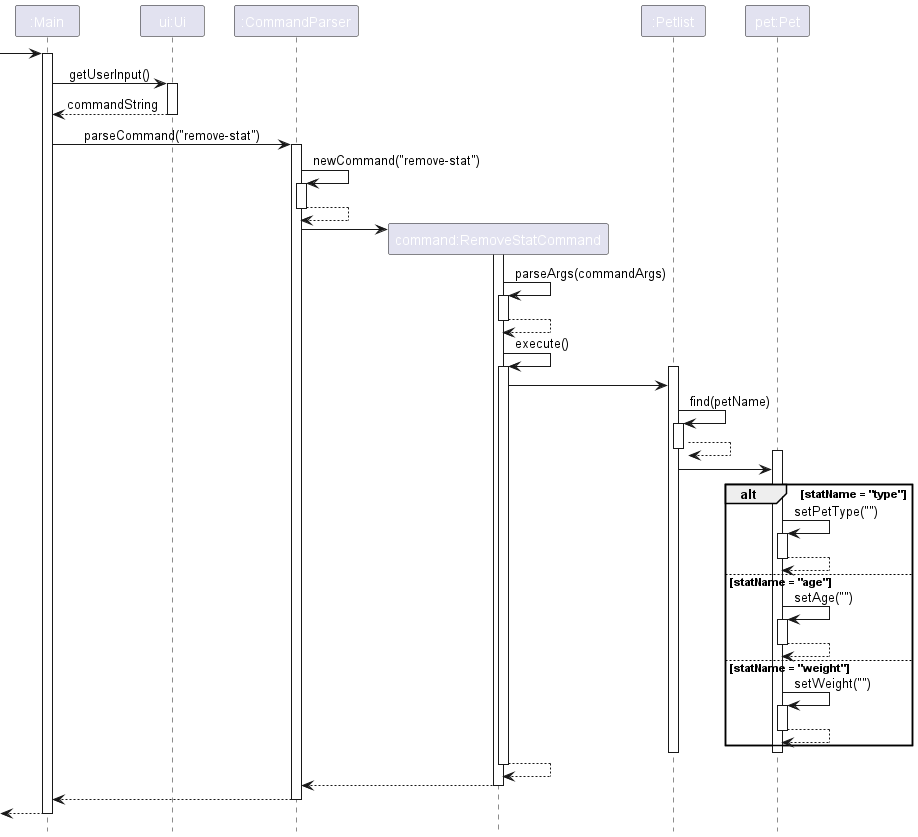 :Main
ui:Ui
:CommandParser
:Petlist
pet:Pet
getUserInput()
commandString
parseCommand("remove-stat")
newCommand("remove-stat")
command:RemoveStatCommand
parseArgs(commandArgs)
execute()
find(petName)
alt
[statName = "type"]
setPetType("")
[statName = "age"]
setAge("")
[statName = "weight"]
setWeight("")